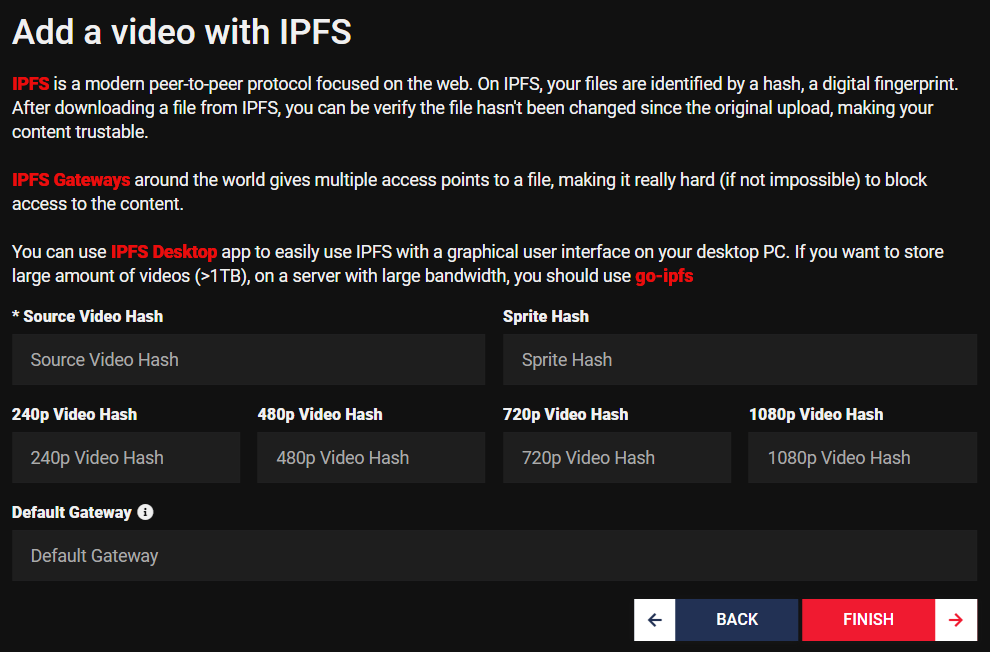 Add a video with IPFS
IPFS is a modern peer-to-peer protocol focused on the web. On IPFS, your files are identified by a hash, a digital fingerprint.
After downloading a file from IPFS, you can be verify the file hasn't been changed since the original upload, making your
content trustable.
IPFS Gateways around the world gives multiple access points to a file, making it really hard (if not impossible) to block
access to the content.
You can use IPFS Desktop app to easily use IPFS with a graphical user interface on your desktop PC. If you want to store
large amount of videos (>1TB), on a server with large bandwidth, you should use go-ipfs
* Source Video Hash Sprite Hash
Source Video Hash Sprite Hash
240p Video Hash 480p Video Hash 720p Video Hash 1080p Video Hash
240p Video Hash 480p Video Hash 720p Video Hash 1080p Video Hash
Default Gateway
Default Gateway
BACK FINISH